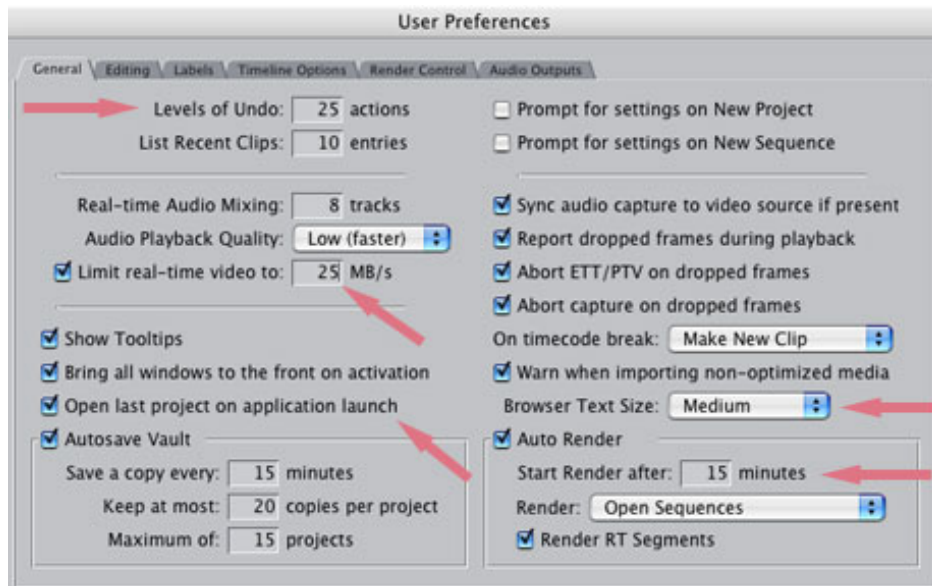 User Preferences
General Editing Labels Timeline Options Render Control Audio Outputs
Levels of Undo: 25 actions
List Recent Clips: 10 entries
Real-time Audio Mixing: 8 tracks
Audio Playback Quality: Low (faster)
Limit real-time video to: 25 MB/s
Show Tooltips
Bring all windows to the front on activation
Open last project on application launch
Autosave Vault
Save a copy every: 15 minutes
Keep at most: 20 copies per project
Maximum of: 15 projects
Prompt for settings on New Project
Prompt for settings on New Sequence
Sync audio capture to video source if present
Report dropped frames during playback
Abort ETT/PTV on dropped frames
Abort capture on dropped frames
On timecode break: Make New Clip
Warn when importing non-optimized media
Browser Text Size: Medium
Auto Render
Start Render after: 15 minutes
Render: Open Sequences
Render RT Segments